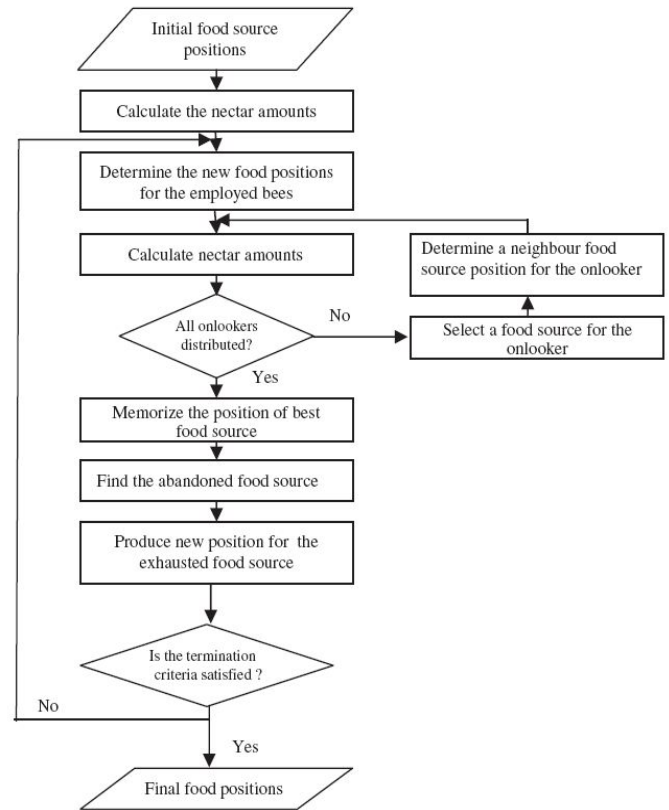 Initial food source
positions
Calculate the nectar amounts
Determine the new food positions
for the employed bees
Calculate nectar amounts
Determine a neighbour food
source position for the onlooker
All onlookers
distributed?
No
Select a food source for the
onlooker
Yes
Memorize the position of best
food source
Find the abandoned food source
Produce new position for the
exhausted food source
Is the termination
criteria satisfied ?
No
Yes
Final food positions